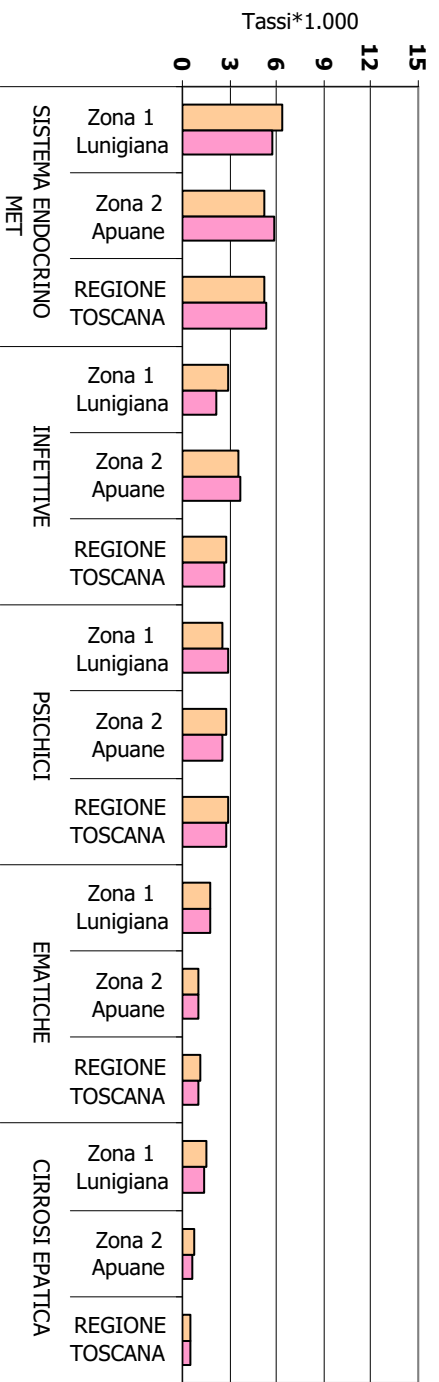 Tassi*1.000
0
3
6
9
12
15
Zona 1
Lunigiana
Zona 2
Apuane
REGIONE
TOSCANA
SISTEMA ENDOCRINO
MET
Zona 1
Lunigiana
Zona 2
Apuane
REGIONE
TOSCANA
INFETTIVE
Zona 1
Lunigiana
Zona 2
Apuane
REGIONE
TOSCANA
PSICHICI
Zona 1
Lunigiana
Zona 2
Apuane
REGIONE
TOSCANA
EMATICHE
Zona 1
Lunigiana
Zona 2
Apuane
REGIONE
TOSCANA
CIRROSI EPATICA